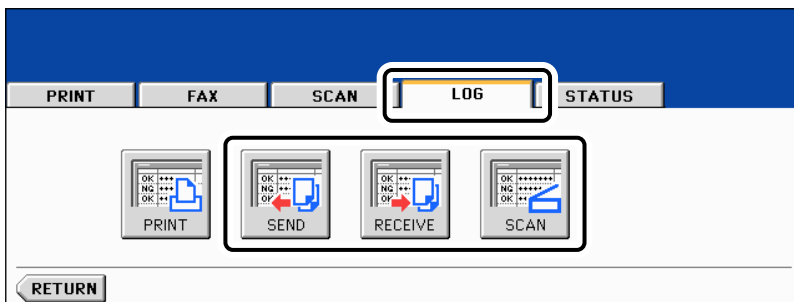 PRINT FAX SCAN LOG STATUS
OK
NG
OK
OK
NG
OK
OK
NG
OK
OK
NG
OK
PRINT SEND RECEIVE SCAN
RETURN